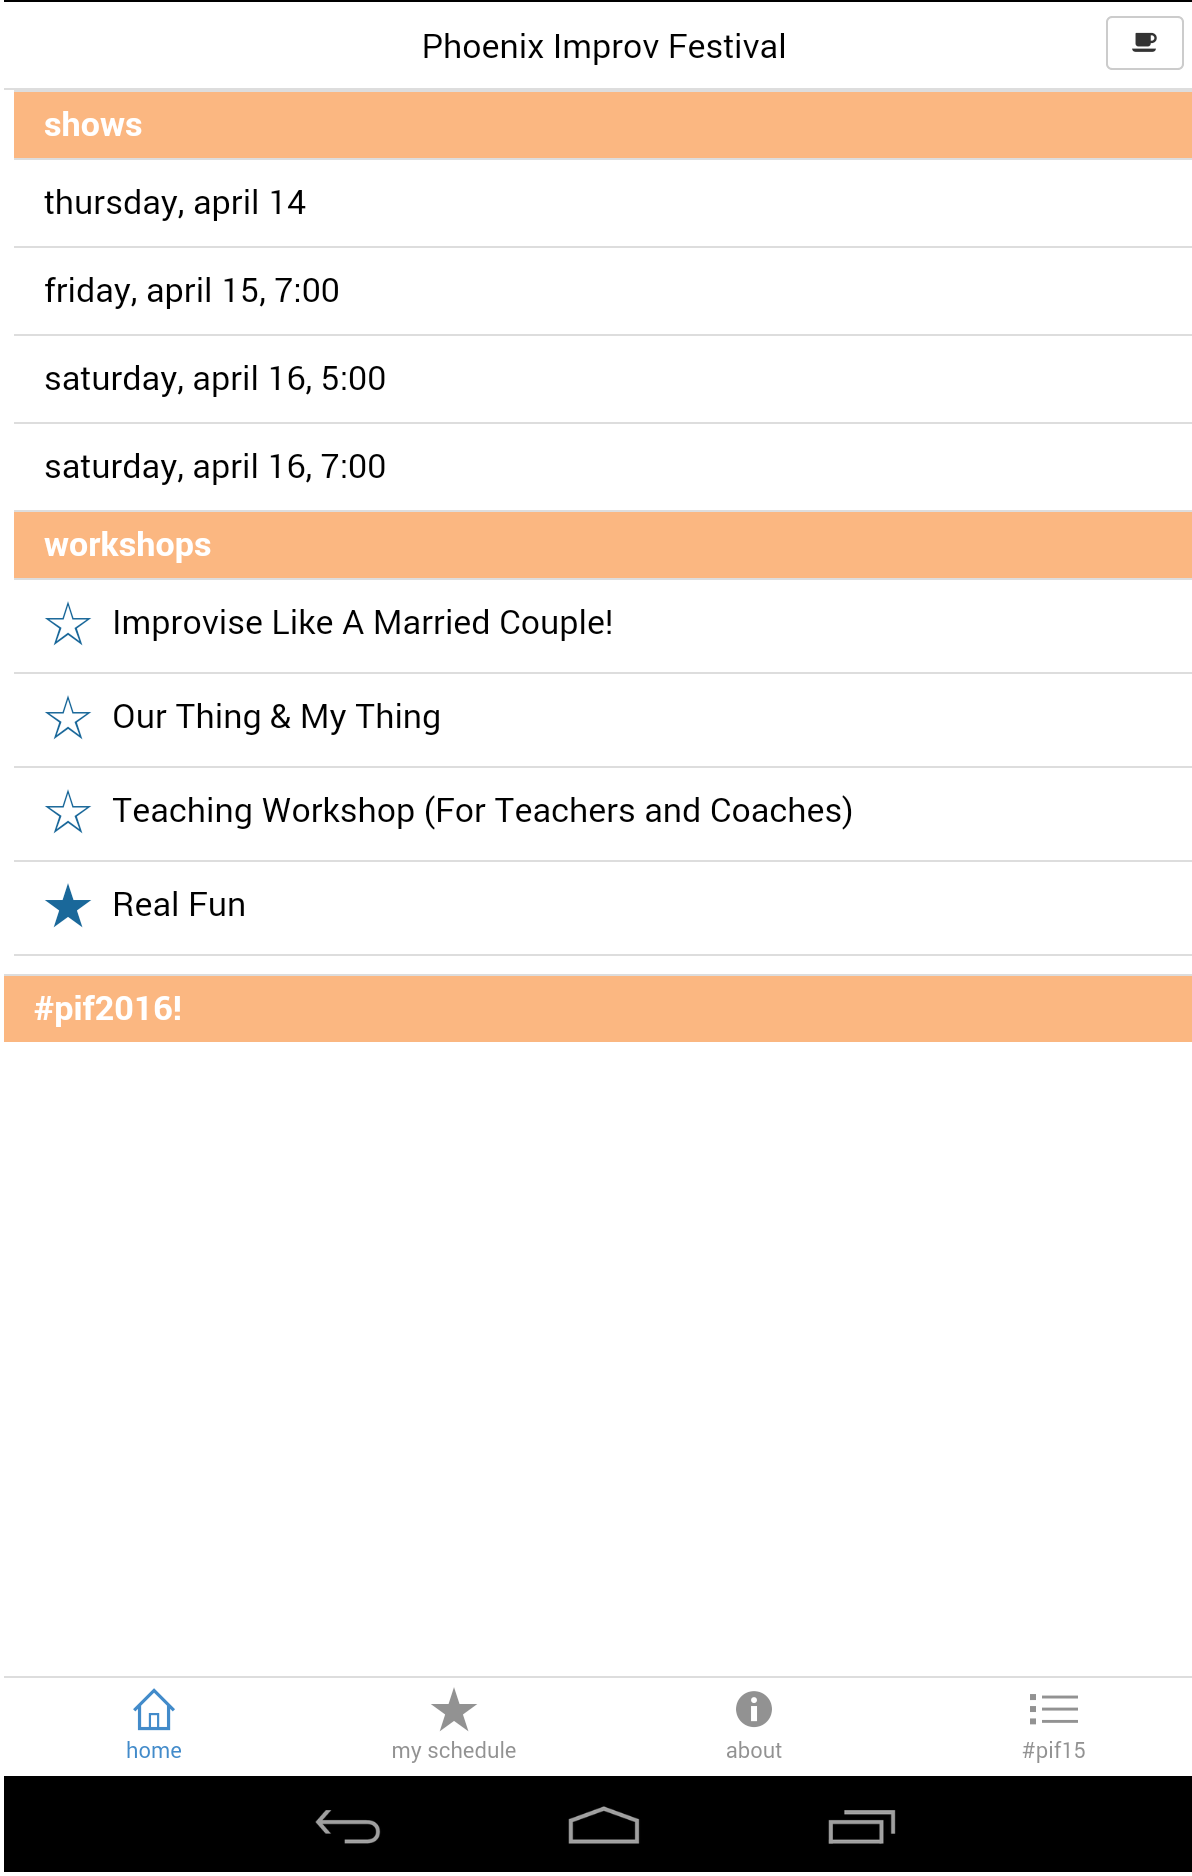 Phoenix Improv Festival
shows
thursday, april 14
friday, april 15, 7:00
saturday, april 16, 5:00
saturday, april 16, 7:00
workshops
Improvise Like A Married Couple!
Our Thing & My Thing
Teaching Workshop (For Teachers and Coaches)
Real Fun
#pif2016!
home
my schedule
about
#pif15